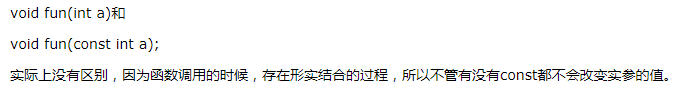 void fun(int a)和
void fun(const int a);
实际上没有区别，因为函数调用的时候，存在形实结合的过程，所以不管有没有const都不会改变实参的值。